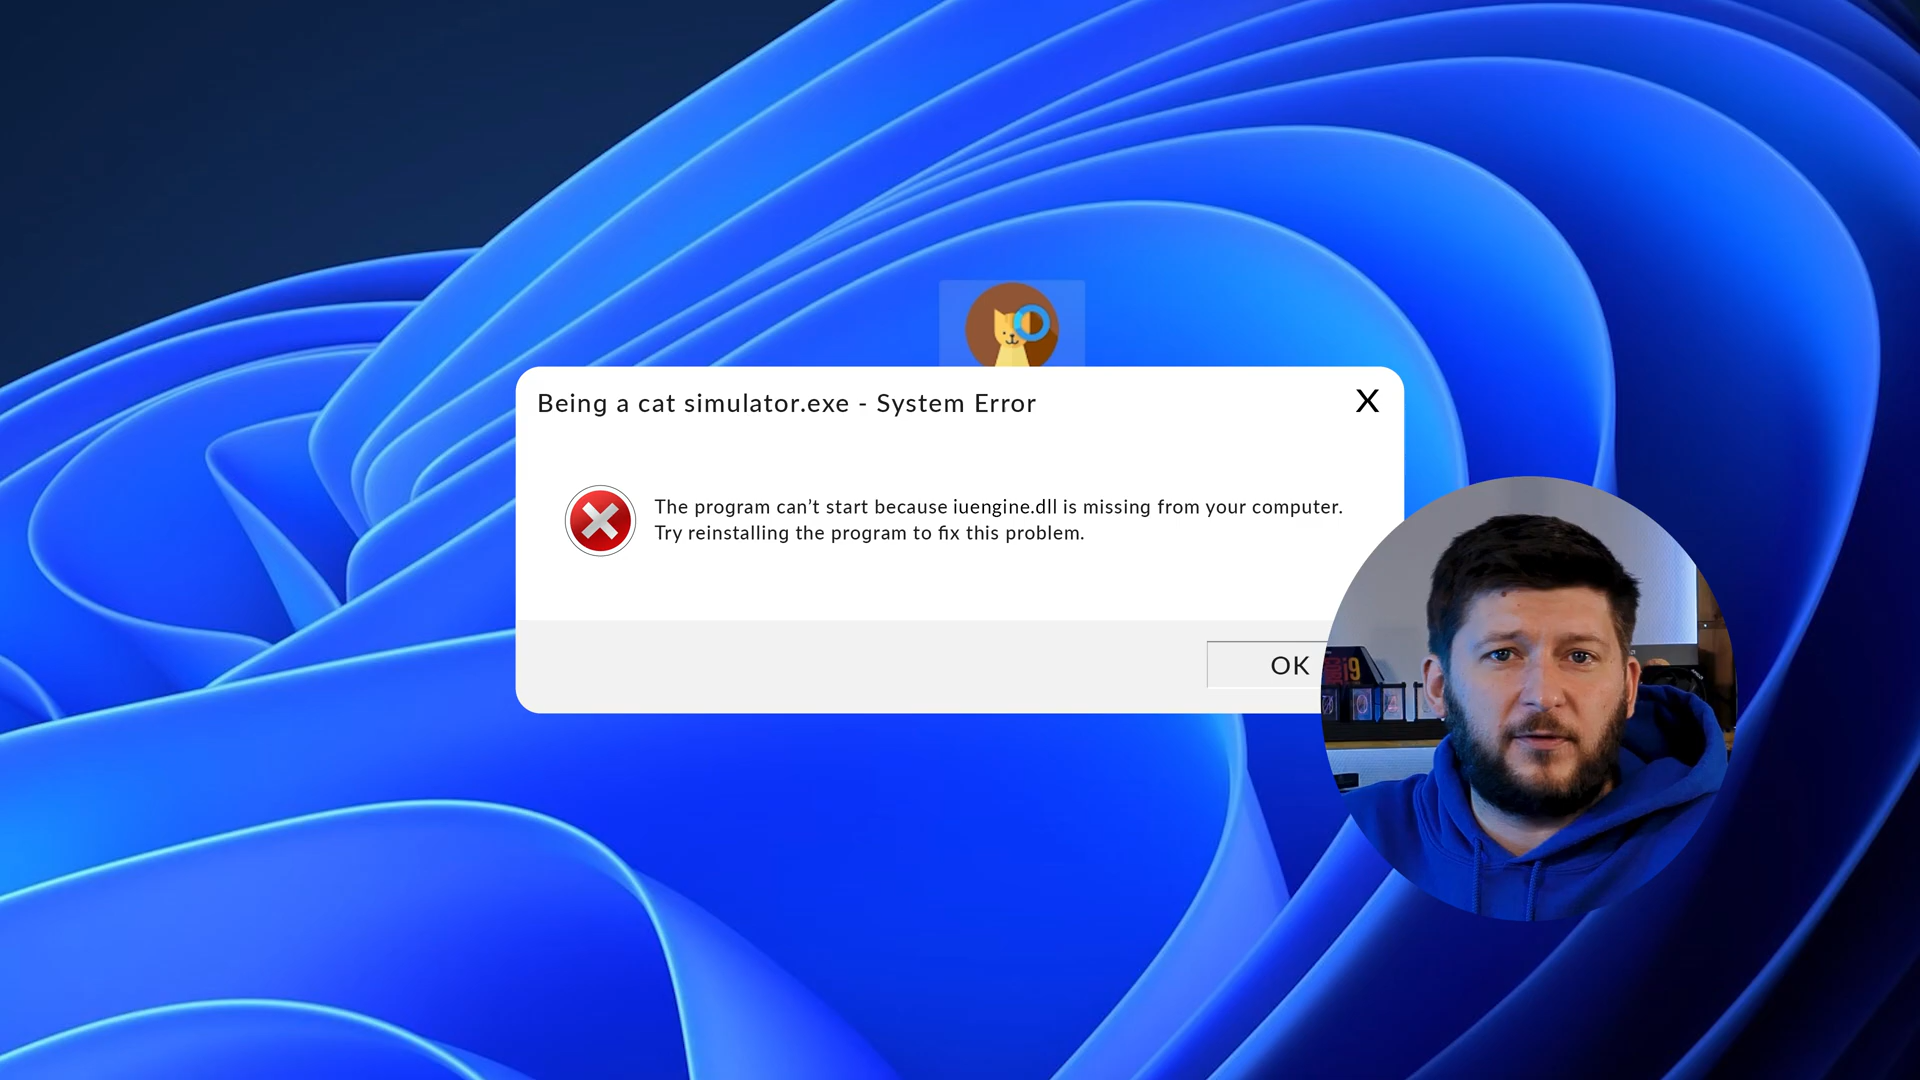 Being a cat simulator.exe - System Error
X
The program can’t start because iuengine.dll is missing from your computer.
Try reinstalling the program to fix this problem.
OK
i9